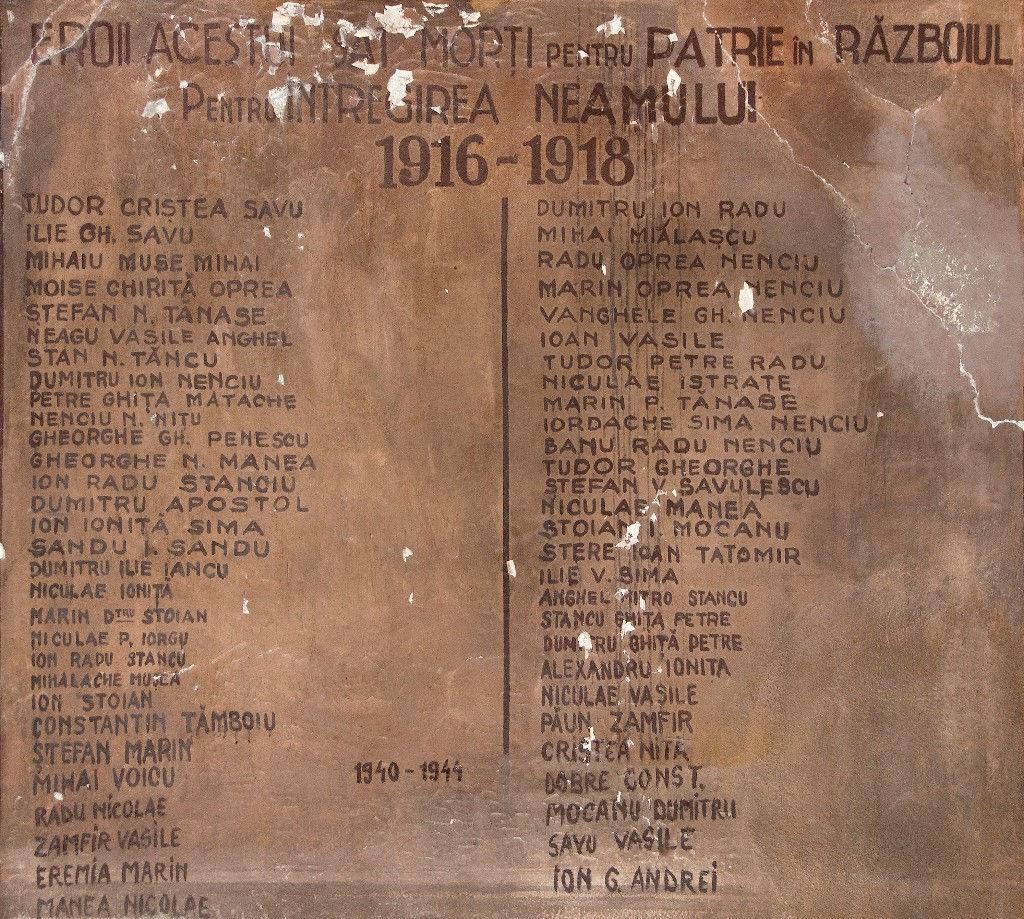 EROII ACESTUI SAT MORȚI PENTRU PATRIE ÎN RĂZBOIUL
PENTRU ÎNTREGIREA NEAMULUI
1916-1918
TUDOR CRISTEA SAVU
ILIE GH. SAVU
MIHAIU MUSE MIHAI
MOISE CHIRIȚĂ OPREA
STEFAN N. TĂNASE
NEAGU VASILE ANGHEL
STAN N. TĂNCU
DUMITRU ION NENCIU
PETRE GHIȚA MATACHE
NENCIU N. NIȚU
GHEORGHE GH. PENESCU
GHEORGHE N. MANEA
ION RADU STANCIU
DUMITRU APOSTOL
ION IONIȚĂ SIMA
SANDU I. SANDU
DUMITRU ILIE IANCU
NICULAE IONIȚĂ
MARIN DTRU STOIAN
NICULAE P. IORGU
ION RADU STANCU
MIHALACHE MUȘEA
ION STOIAN
CONSTANTIN TĂMBOIU
ȘTEFAN MARIN
MIHAI VOICU
RADU NICOLAE
ZAMFIR VASILE
EREMIA MARIN
MANEA NICOLAE
1940-1944
DUMITRU ION RADU
MIHAI MIĂLAȘCU
RADU OPREA NENCIU
MARIN OPREA NENCIU
VANGHELE GH. NENCIU
IOAN VASILE
TUDOR PETRE RADU
NICULAE ISTRATE
MARIN P. TĂNASE
IORDACHE SIMA NENCIU
BANU RADU NENCIU
TUDOR GHEORGHE
STEFAN V. SAVULESCU
NICULAE MANEA
STOIAN I. MOCANU
STERE IOAN TATOMIR
ILIE V. SIMA
ANGHEL MITRO STANCU
STANCU GHIȚA PETRE
DUMITRU GHIȚĂ PETRE
ALEXANDRU IONIȚA
NICULAE VASILE
PĂUN ZAMFIR
CRISTEA NIȚĂ
DOBRE CONST.
MOCANU DUMITRU
SAVU VASILE
ION G. ANDREI